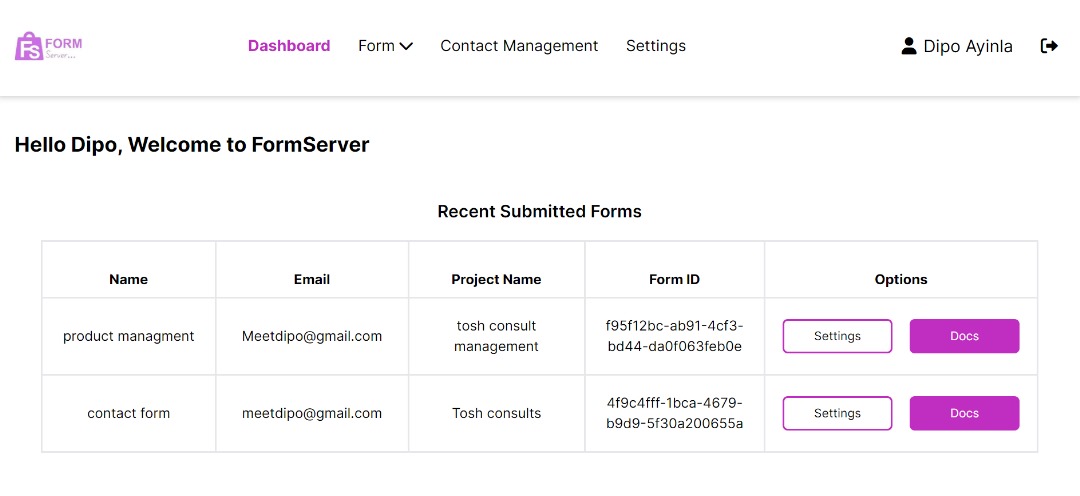 FS FORM
Server...
Dashboard Form Contact Management Settings Dipo Ayinla
Hello Dipo, Welcome to FormServer
Recent Submitted Forms
Name Email Project Name Form ID Options
product managment Meetdipo@gmail.com tosh consult management f95f12bc-ab91-4cf3-bd44-da0f063feb0e Settings Docs
contact form meetdipo@gmail.com Tosh consults 4f9c4fff-1bca-4679-b9d9-5f30a200655a Settings Docs